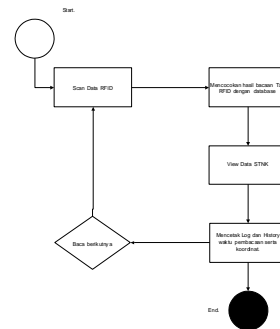 Start.
Scan Data RFID
Mencocokan hasil bacaan
RFID dengan database
View Data STNK
Mencetak Log dan History
waktu pembacaan serta
koordinat.
Baca berikutnya
End.